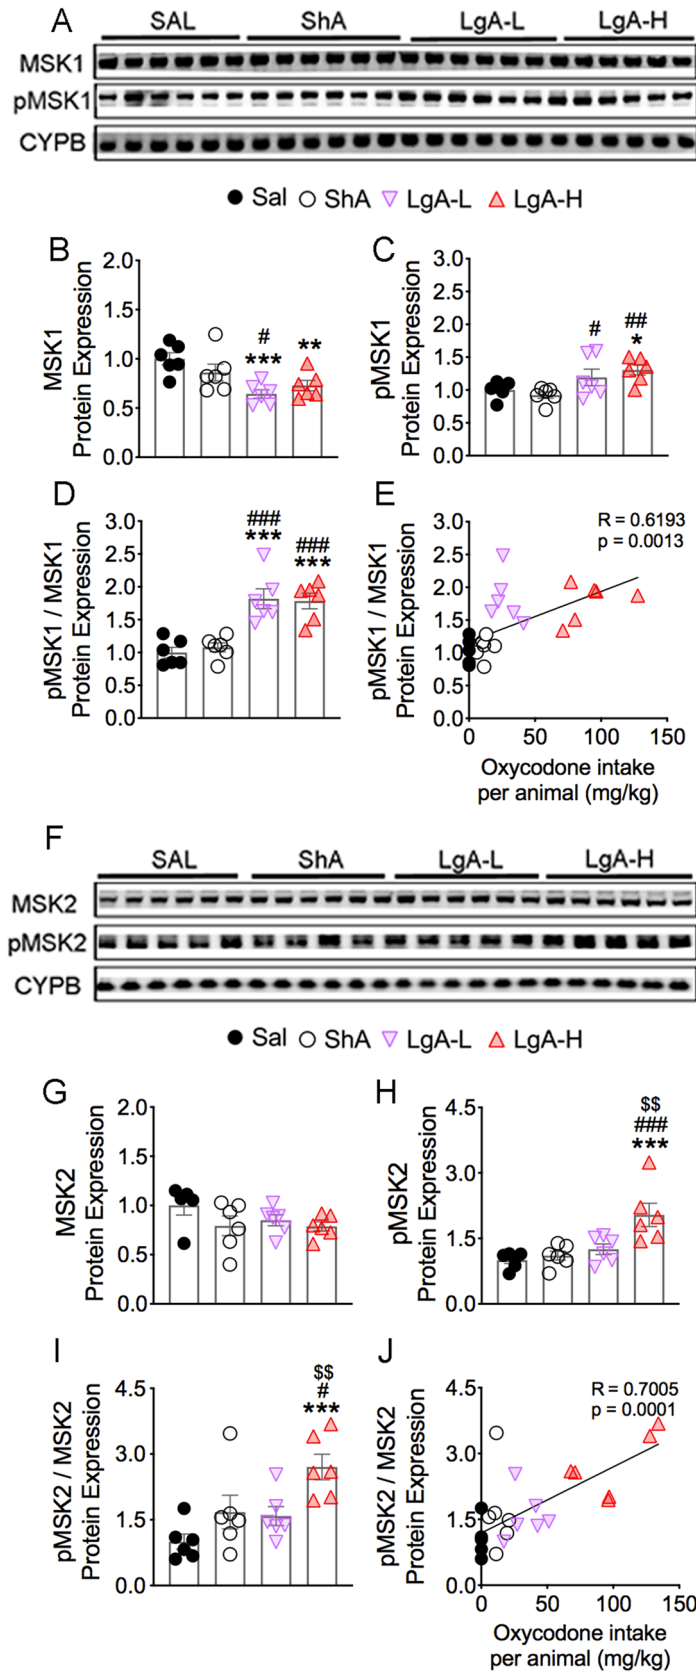 A
SAL ShA LgA-L LgA-H
MSK1
pMSK1
CYPB
Sal ShA LgA-L LgA-H
B
MSK1
Protein Expression
2.0
1.5
1.0
0.5
0.0
#
***
**
C
pMSK1
Protein Expression
3.0
2.5
2.0
1.5
1.0
0.5
0.0
#
##
*
D
pMSK1 / MSK1
Protein Expression
3.0
2.5
2.0
1.5
1.0
0.5
0.0
###
***
###
***
E
pMSK1 / MSK1
Protein Expression
3.0
2.5
2.0
1.5
1.0
0.5
0.0
R = 0.6193
p = 0.0013
0 50 100 150
Oxycodone intake
per animal (mg/kg)
F
SAL ShA LgA-L LgA-H
MSK2
pMSK2
CYPB
Sal ShA LgA-L LgA-H
G
MSK2
Protein Expression
2.0
1.5
1.0
0.5
0.0
H
pMSK2
Protein Expression
4.5
3.0
1.5
0.0
$$
###
***
I
pMSK2 / MSK2
Protein Expression
4.5
3.0
1.5
0.0
$$
#
***
J
pMSK2 / MSK2
Protein Expression
4.5
3.0
1.5
0.0
R = 0.7005
p = 0.0001
0 50 100 150
Oxycodone intake
per animal (mg/kg)